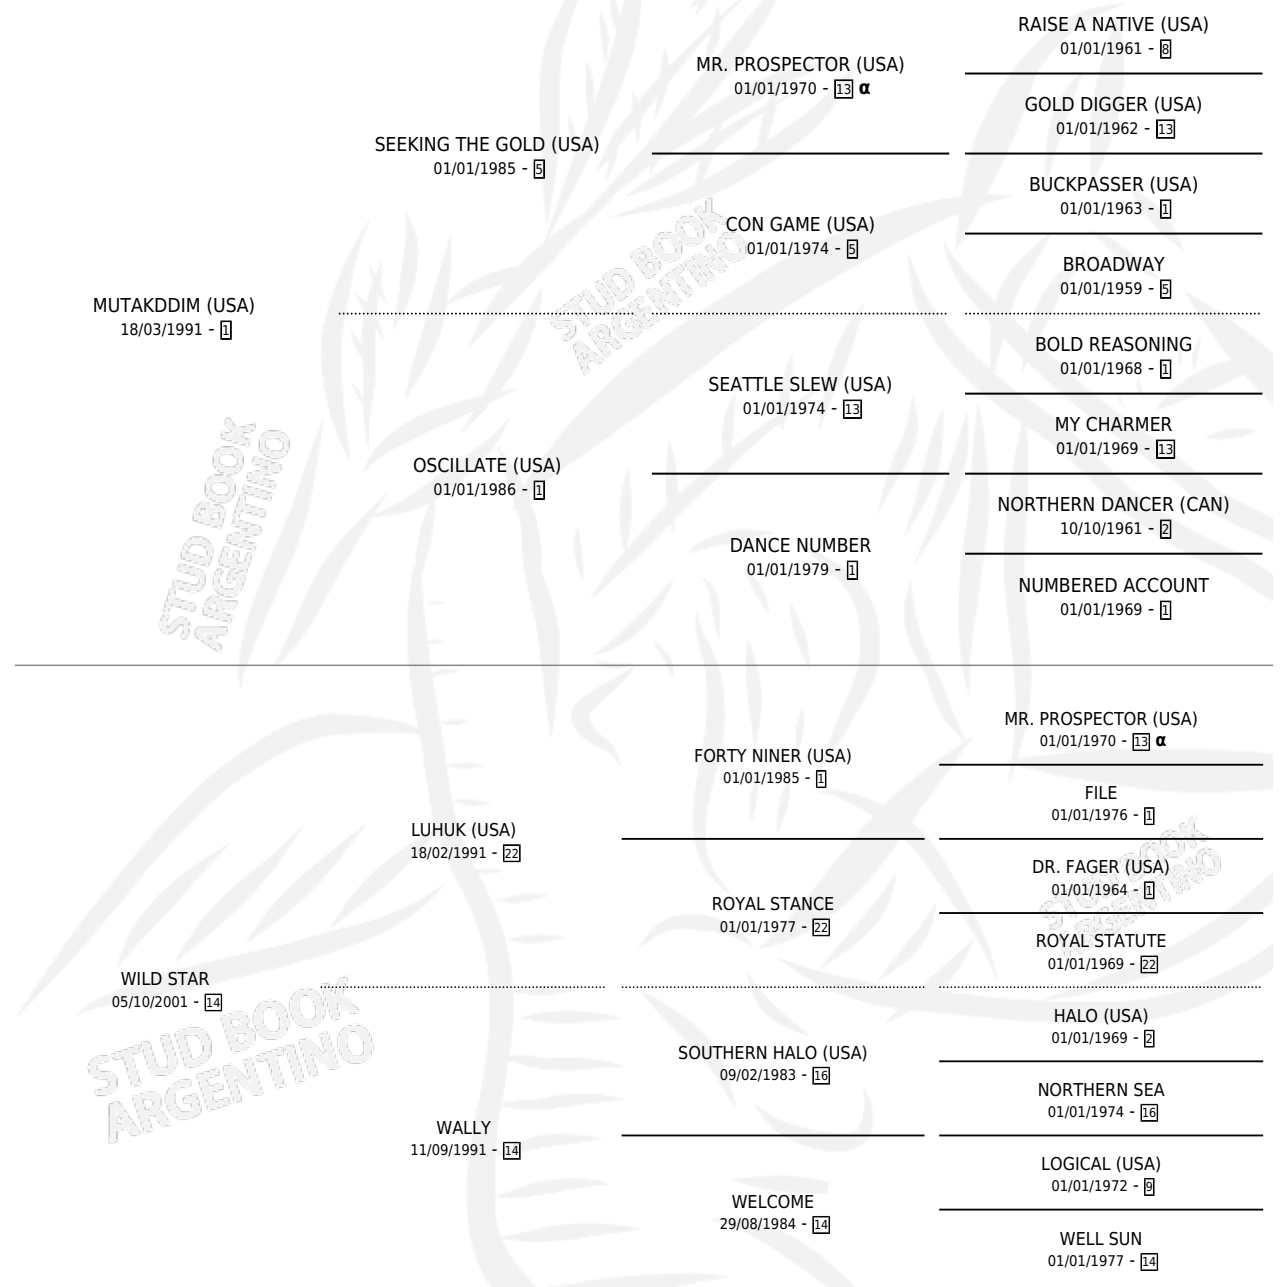 RAISE A NATIVE (USA)
01/01/1961 - 8
MR. PROSPECTOR (USA)
01/01/1970 - 13 α
GOLD DIGGER (USA)
01/01/1962 - 13
SEEKING THE GOLD (USA)
01/01/1985 - 5
BUCKPASSER (USA)
01/01/1963 - 1
CON GAME (USA)
01/01/1974 - 5
BROADWAY
01/01/1959 - 5
STUD BOOK
ARGENTINO
MUTAKDDIM (USA)
18/03/1991 - 1
BOLD REASONING
01/01/1968 - 1
SEATTLE SLEW (USA)
01/01/1974 - 13
MY CHARMER
01/01/1969 - 13
OSCILLATE (USA)
01/01/1986 - 1
STUD BOOK
ARGENTINO
NORTHERN DANCER (CAN)
10/10/1961 - 2
DANCE NUMBER
01/01/1979 - 1
NUMBERED ACCOUNT
01/01/1969 - 1
MR. PROSPECTOR (USA)
01/01/1970 - 13 α
FORTY NINER (USA)
01/01/1985 - 1
FILE
01/01/1976 - 1
LUHUK (USA)
18/02/1991 - 22
DR. FAGER (USA)
01/01/1964 - 1
STUD BOOK
ARGENTINO
ROYAL STANCE
01/01/1977 - 22
ROYAL STATUTE
01/01/1969 - 22
WILD STAR
05/10/2001 - 14
STUD BOOK
ARGENTINO
HALO (USA)
01/01/1969 - 2
SOUTHERN HALO (USA)
09/02/1983 - 16
NORTHERN SEA
01/01/1974 - 16
WALLY
11/09/1991 - 14
LOGICAL (USA)
01/01/1972 - 9
WELCOME
29/08/1984 - 14
WELL SUN
01/01/1977 - 14